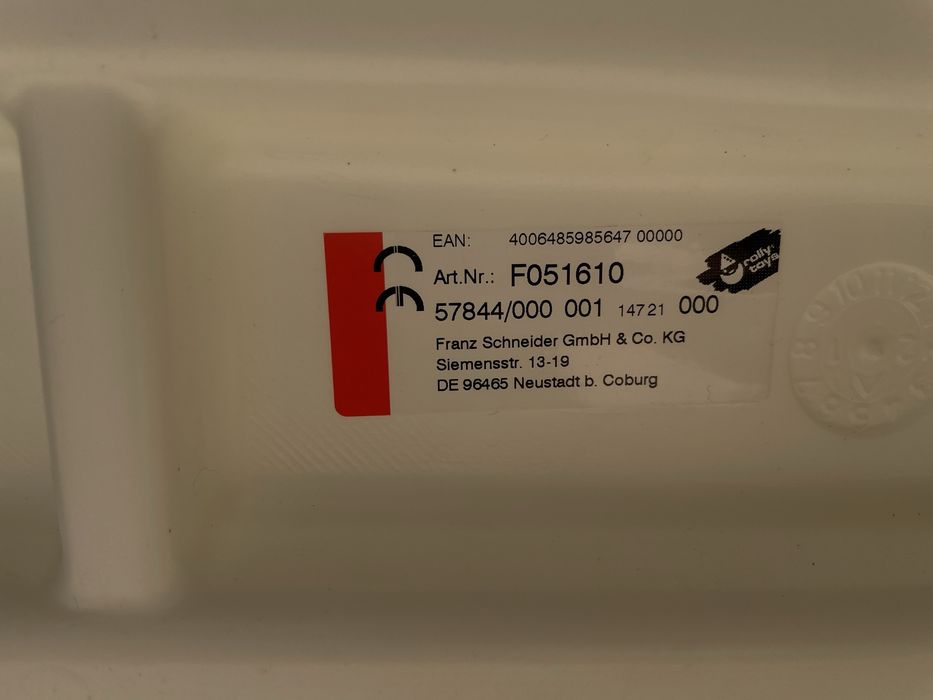 EAN: 4006485985647 00000
Art.Nr.: F051610
57844/000 001 14721 000
Franz Schneider GmbH & Co. KG
Siemensstr. 13-19
DE 96465 Neustadt b. Coburg
CE
rolly
toys